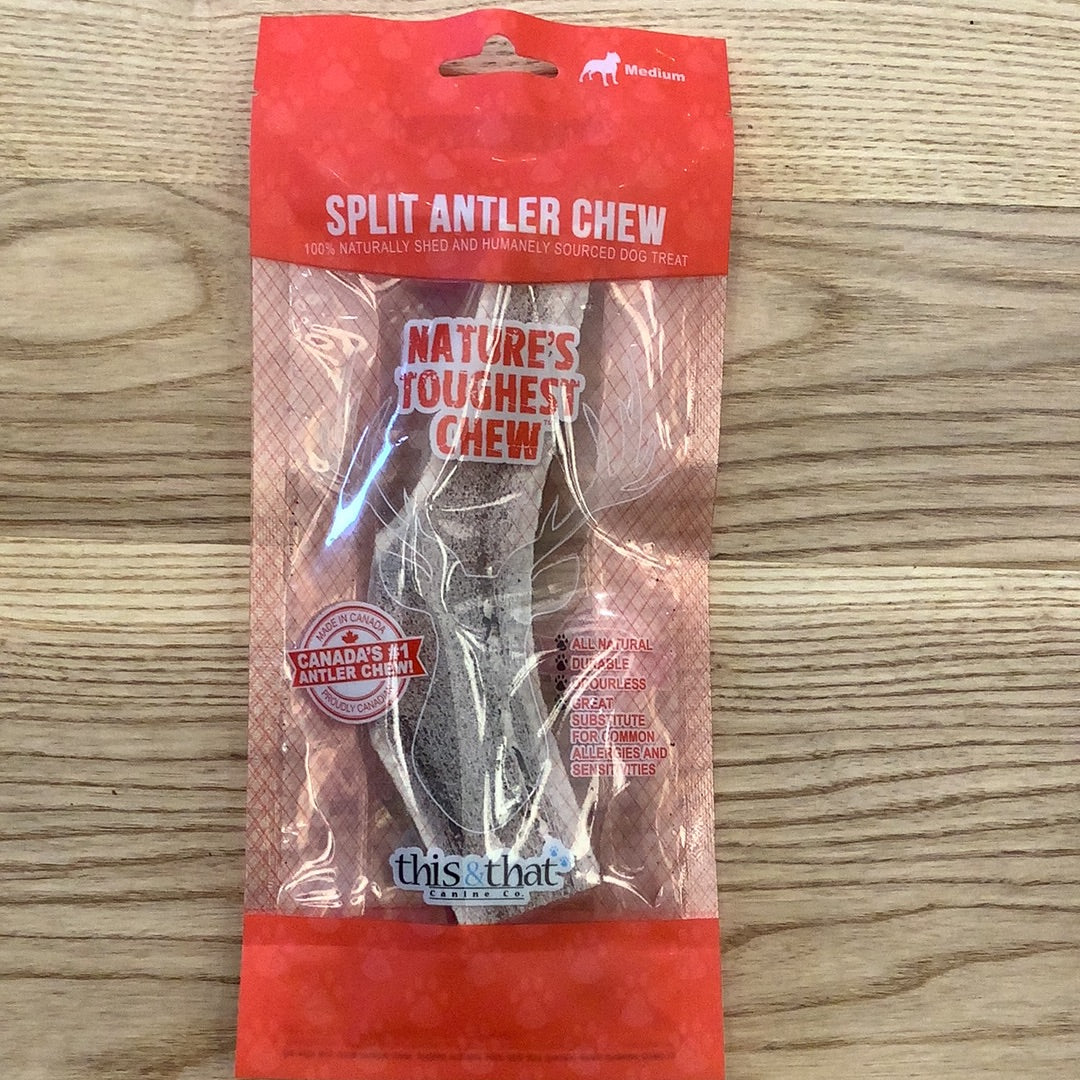 Medium
SPLIT ANTLER CHEW
100% NATURALLY SHED AND HUMANELY SOURCED DOG TREAT
NATURE'S
TOUGHEST
CHEW
MADE IN CANADA
CANADA'S #1
ANTLER CHEW!
PROUDLY CANADIAN
ALL NATURAL
DURABLE
ODOURLESS
GREAT
SUBSTITUTE
FOR COMMON
ALLERGIES AND
SENSITIVITIES
this&that
Canine Co.